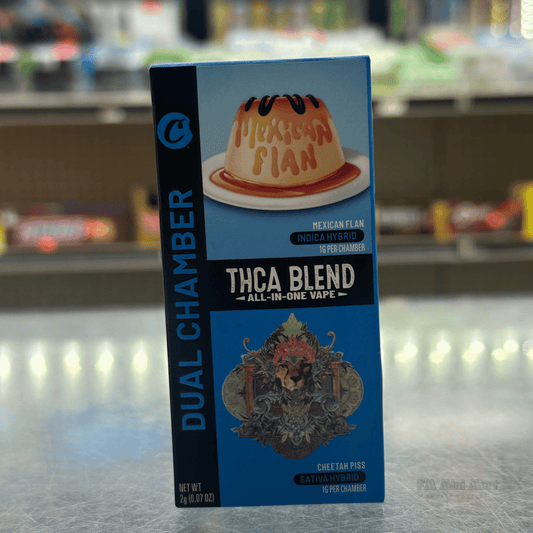 C
DUAL CHAMBER
NET WT
2g (0.07 OZ)
MEXICAN
FLAN
MEXICAN FLAN
INDICA HYBRID
1G PER CHAMBER
THCA BLEND
ALL-IN-ONE VAPE
CHEETAH PISS
SATIVA HYBRID
1G PER CHAMBER